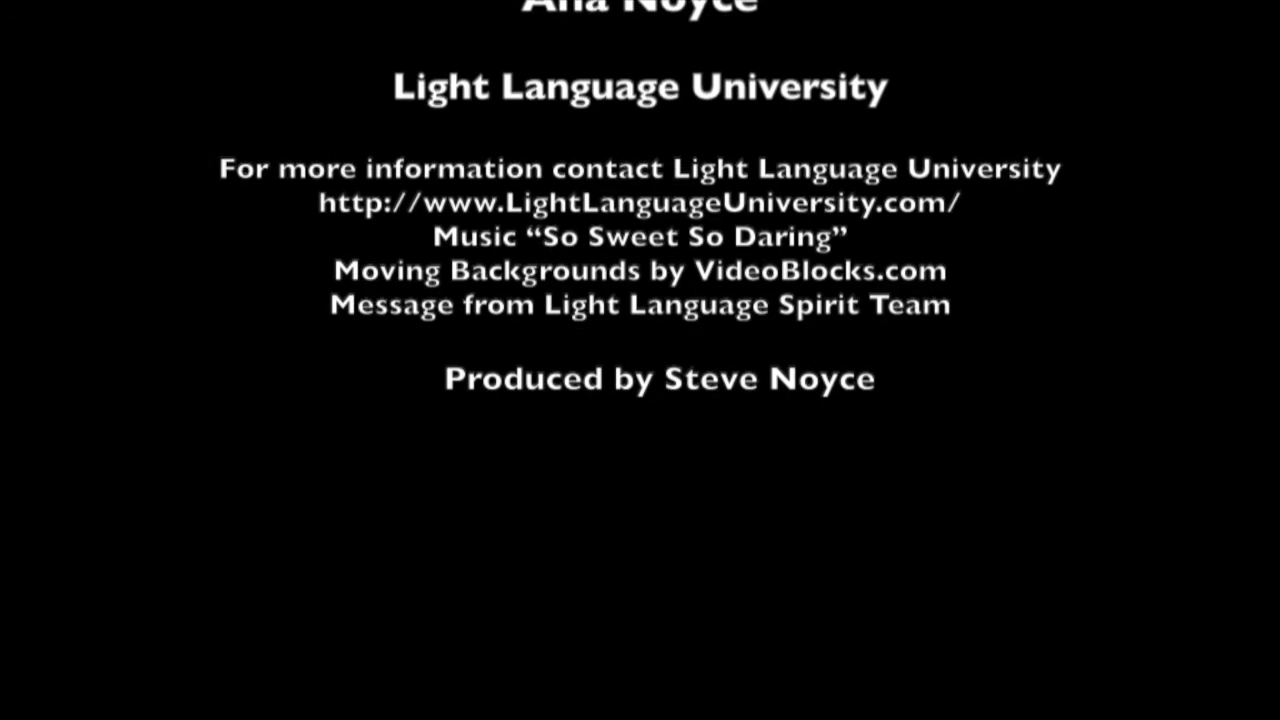 Noyce
Light Language University
For more information contact Light Language University
http://www.LightLanguageUniversity.com/
Music “So Sweet So Daring”
Moving Backgrounds by VideoBlocks.com
Message from Light Language Spirit Team
Produced by Steve Noyce